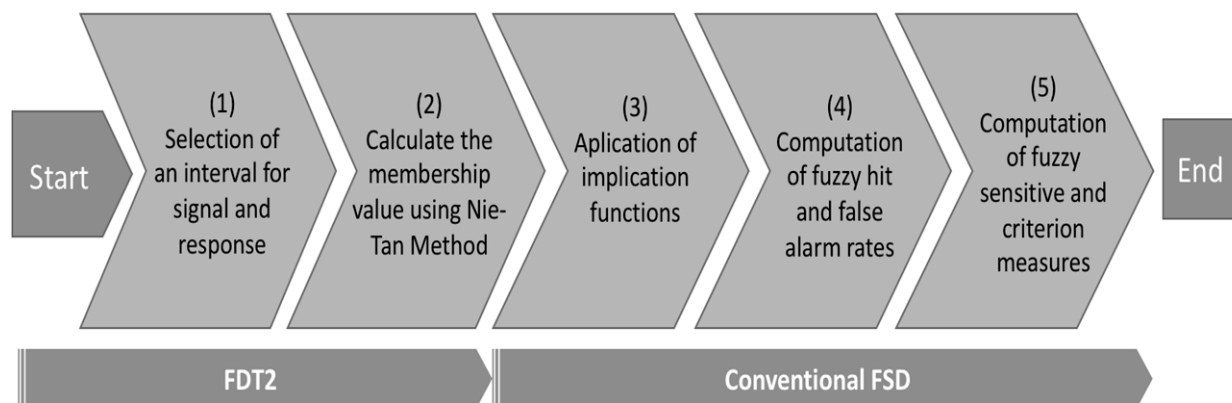 Start
(1)
Selection of
an interval for
signal and
response
(2)
Calculate the
membership
value using Nie-
Tan Method
(3)
Aplication of
implication
functions
(4)
Computation
of fuzzy hit
and false
alarm rates
(5)
Computation
of fuzzy
sensitive and
criterion
measures
End
FDT2
Conventional FSD